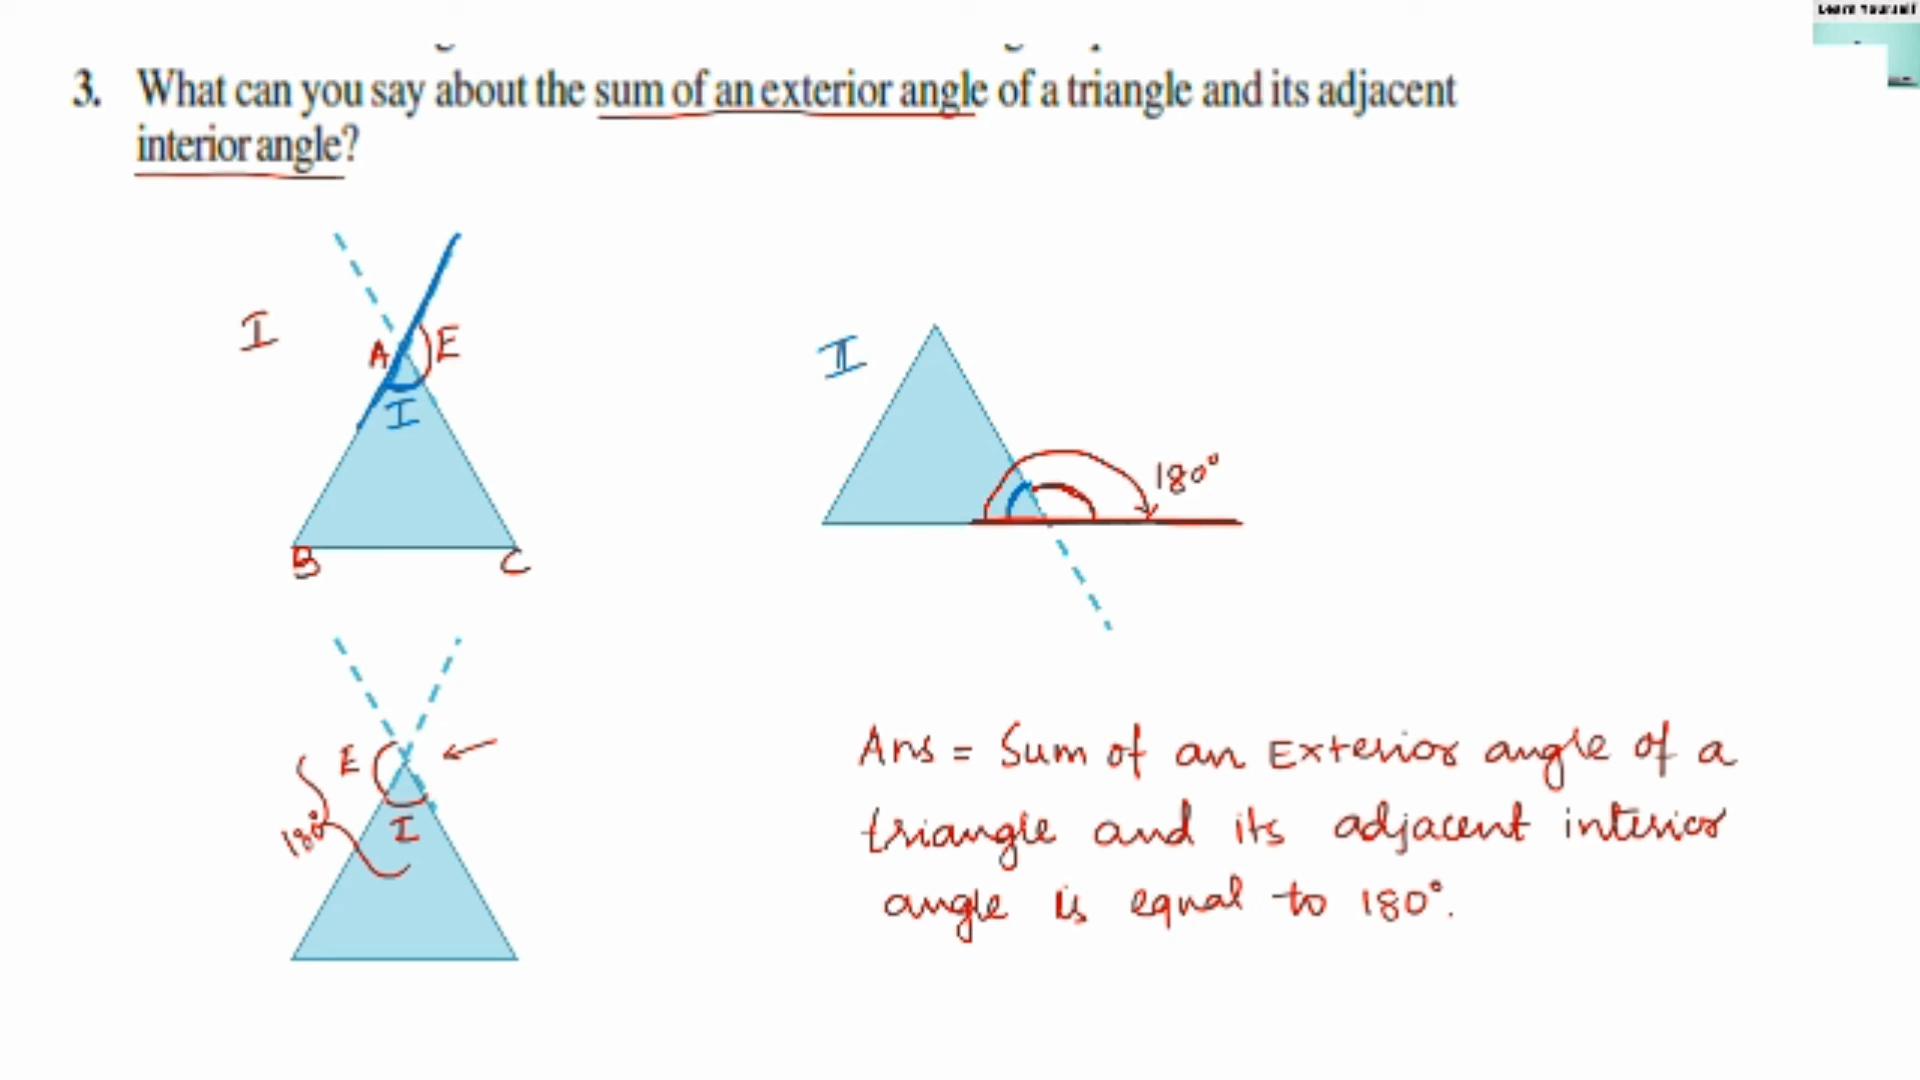 Learn Yourself
3. What can you say about the sum of an exterior angle of a triangle and its adjacent
interior angle?
I
A
E
I
B
C
II
180°
E
I
180°
Ans = Sum of an Exterior angle of a
triangle and its adjacent interior
angle is equal to 180°.